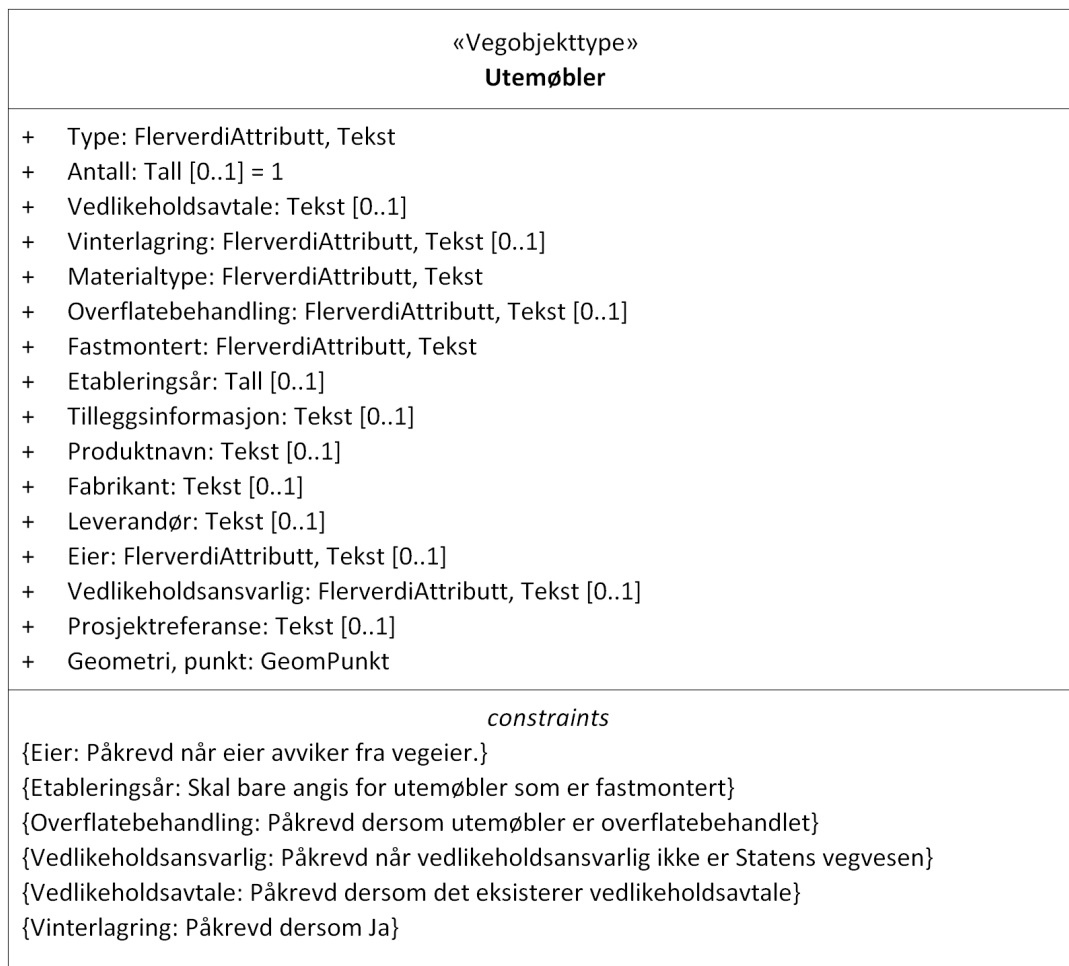 «Vegobjekttype»
Utemøbler
+ Type: FlerverdiAttributt, Tekst
+ Antall: Tall [0..1] = 1
+ Vedlikeholdsavtale: Tekst [0..1]
+ Vinterlagring: FlerverdiAttributt, Tekst [0..1]
+ Materialtype: FlerverdiAttributt, Tekst
+ Overflatebehandling: FlerverdiAttributt, Tekst [0..1]
+ Fastmontert: FlerverdiAttributt, Tekst
+ Etableringsår: Tall [0..1]
+ Tilleggsinformasjon: Tekst [0..1]
+ Produktnavn: Tekst [0..1]
+ Fabrikant: Tekst [0..1]
+ Leverandør: Tekst [0..1]
+ Eier: FlerverdiAttributt, Tekst [0..1]
+ Vedlikeholdsansvarlig: FlerverdiAttributt, Tekst [0..1]
+ Prosjektreferanse: Tekst [0..1]
+ Geometri, punkt: GeomPunkt
constraints
{Eier: Påkrevd når eier avviker fra vegeier.}
{Etableringsår: Skal bare angis for utemøbler som er fastmontert}
{Overflatebehandling: Påkrevd dersom utemøbler er overflatebehandlet}
{Vedlikeholdsansvarlig: Påkrevd når vedlikeholdsansvarlig ikke er Statens vegvesen}
{Vedlikeholdsavtale: Påkrevd dersom det eksisterer vedlikeholdsavtale}
{Vinterlagring: Påkrevd dersom Ja}